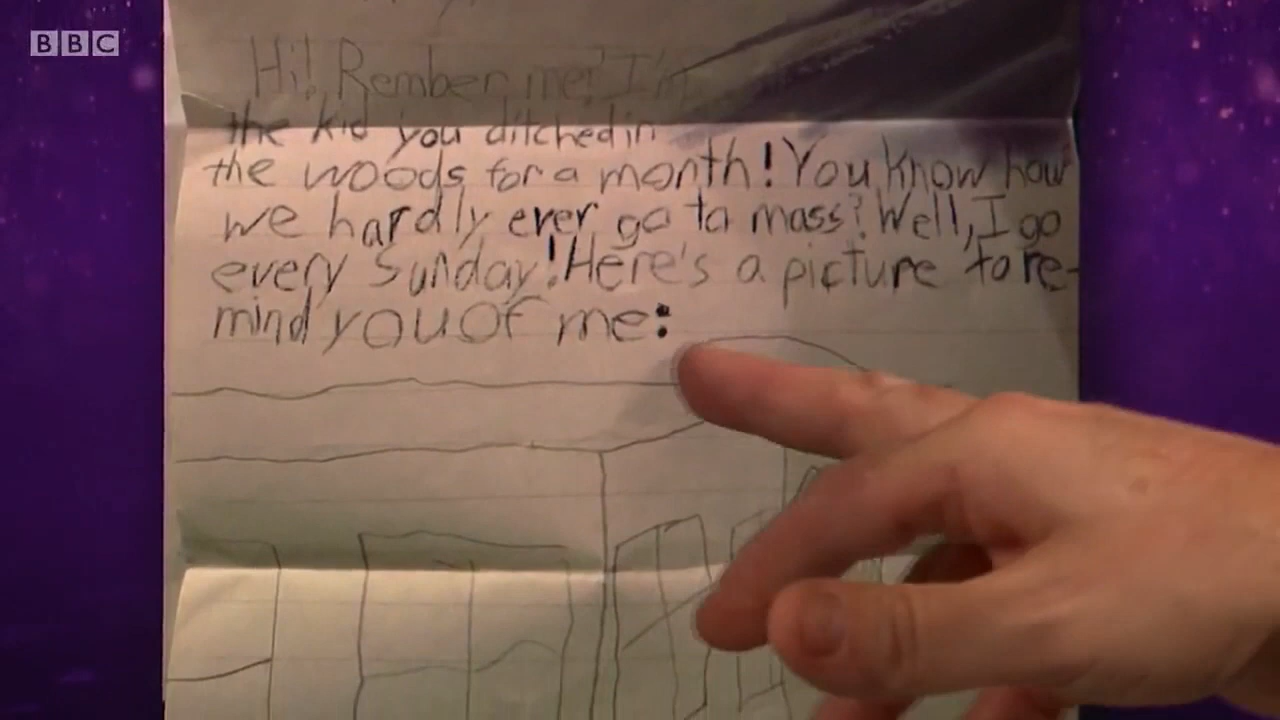 BBC
Hi! Rember me? I'm
the kid you ditched in
the woods for a month! You know how
we hardly ever go to mass? Well, I go
every Sunday! Here's a picture to re-
mind you of me: